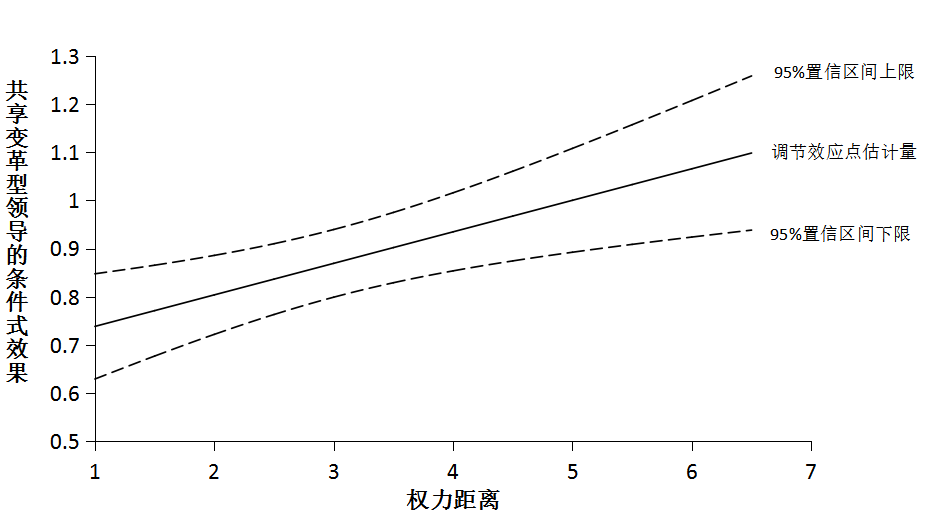 共享变革型领导的条件式效果
1.3
1.2
1.1
1
0.9
0.8
0.7
0.6
0.5
95%置信区间上限
调节效应点估计量
95%置信区间下限
1 2 3 4 5 6 7
权力距离